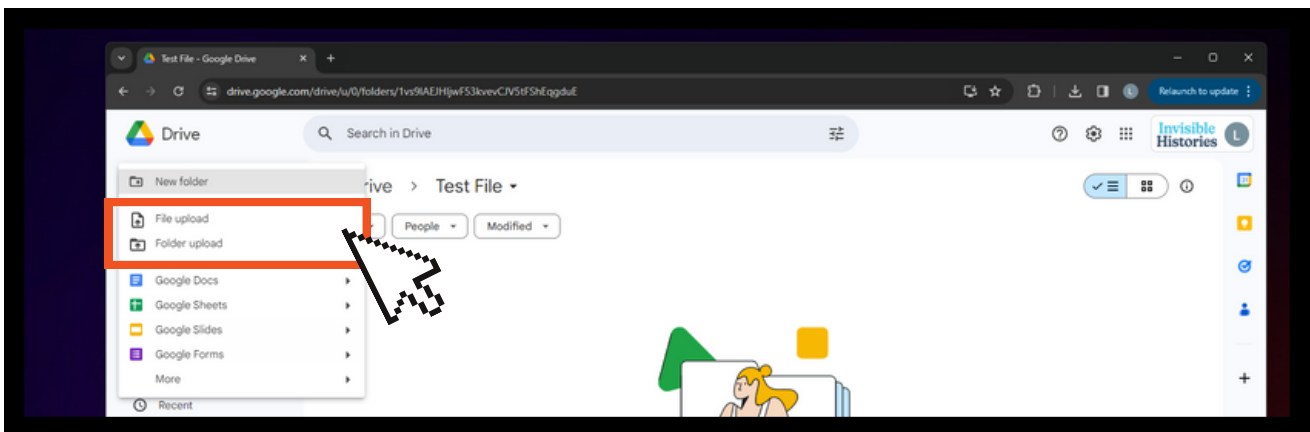 Test File - Google Drive
drive.google.com/drive/u/0/folders/1vs9IAEJHIjwF53kvevCJV5tFShEqgduE
Relaunch to update
Drive
Search in Drive
Invisible
Histories
L
New folder
rive > Test File
File upload
People
Modified
Folder upload
Google Docs
Google Sheets
Google Slides
Google Forms
More
Recent